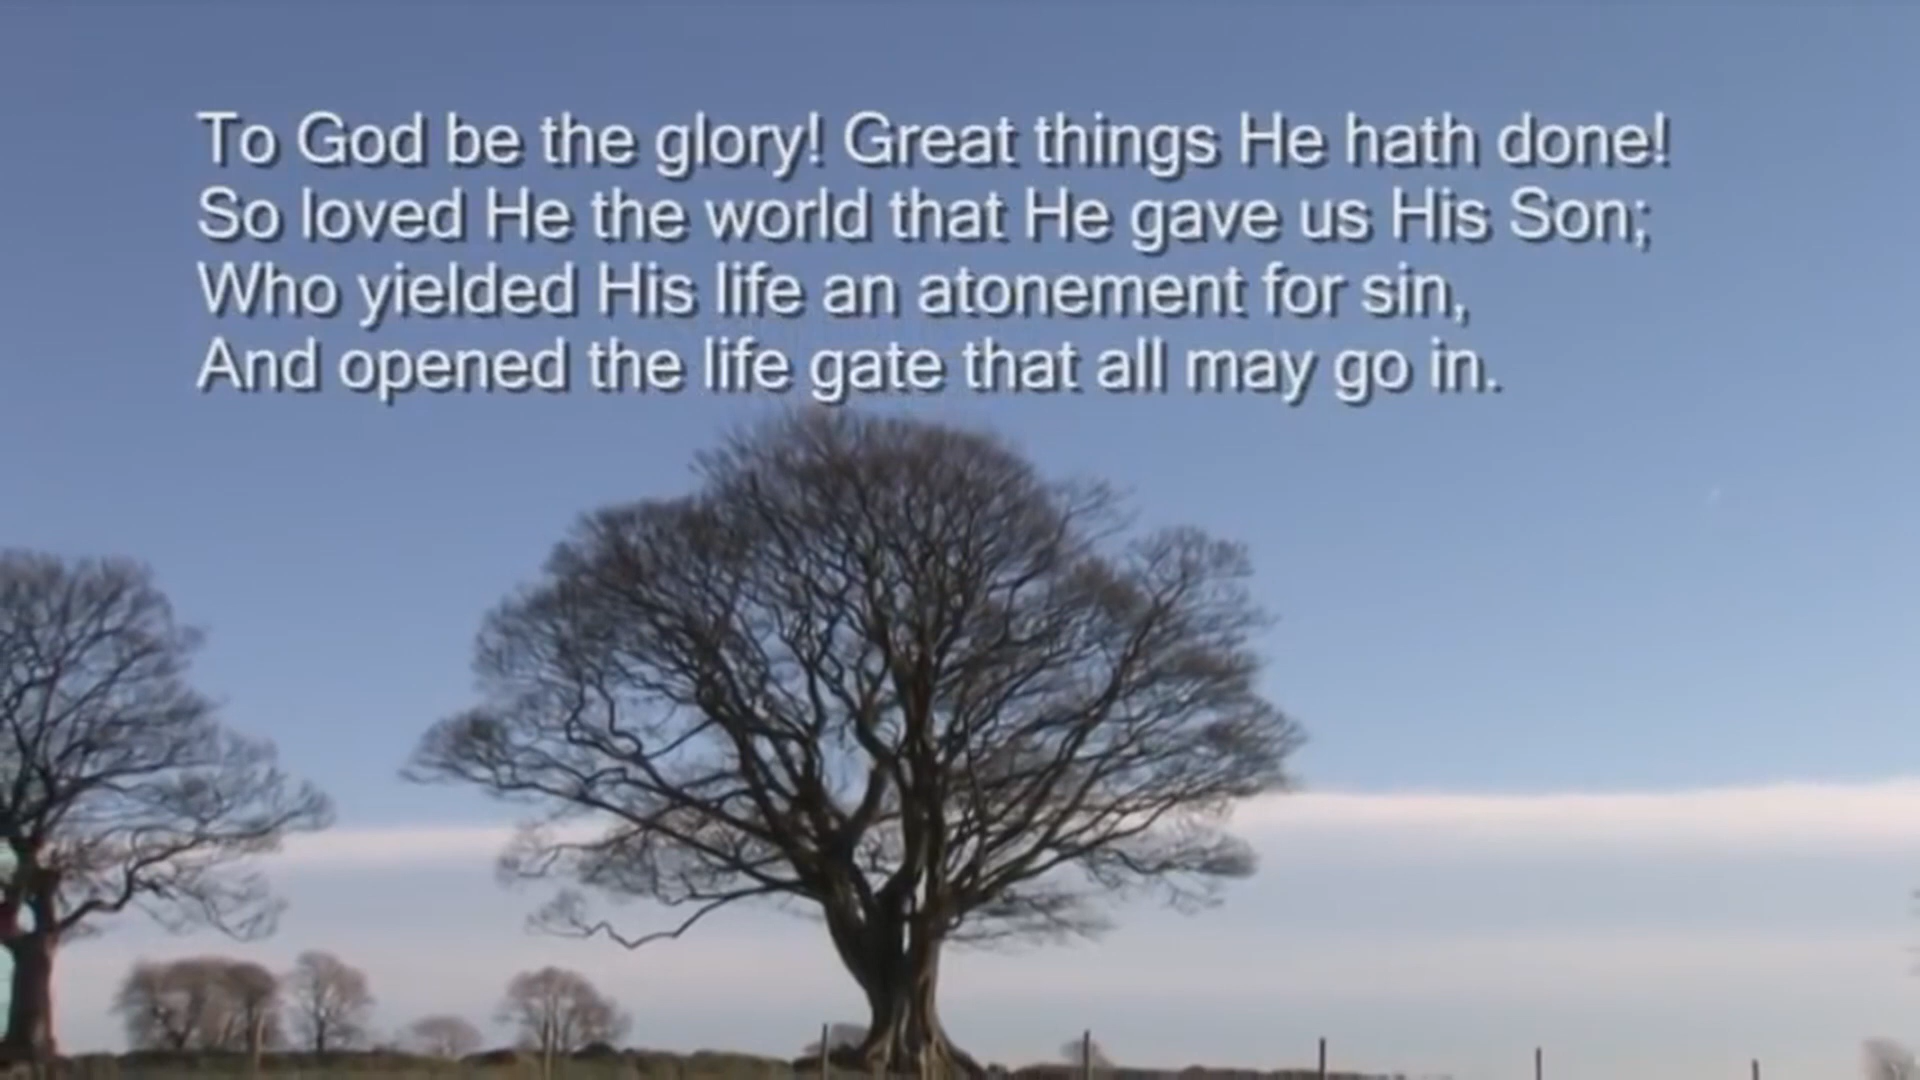 To God be the glory! Great things He hath done!
So loved He the world that He gave us His Son;
Who yielded His life an atonement for sin,
And opened the life gate that all may go in.